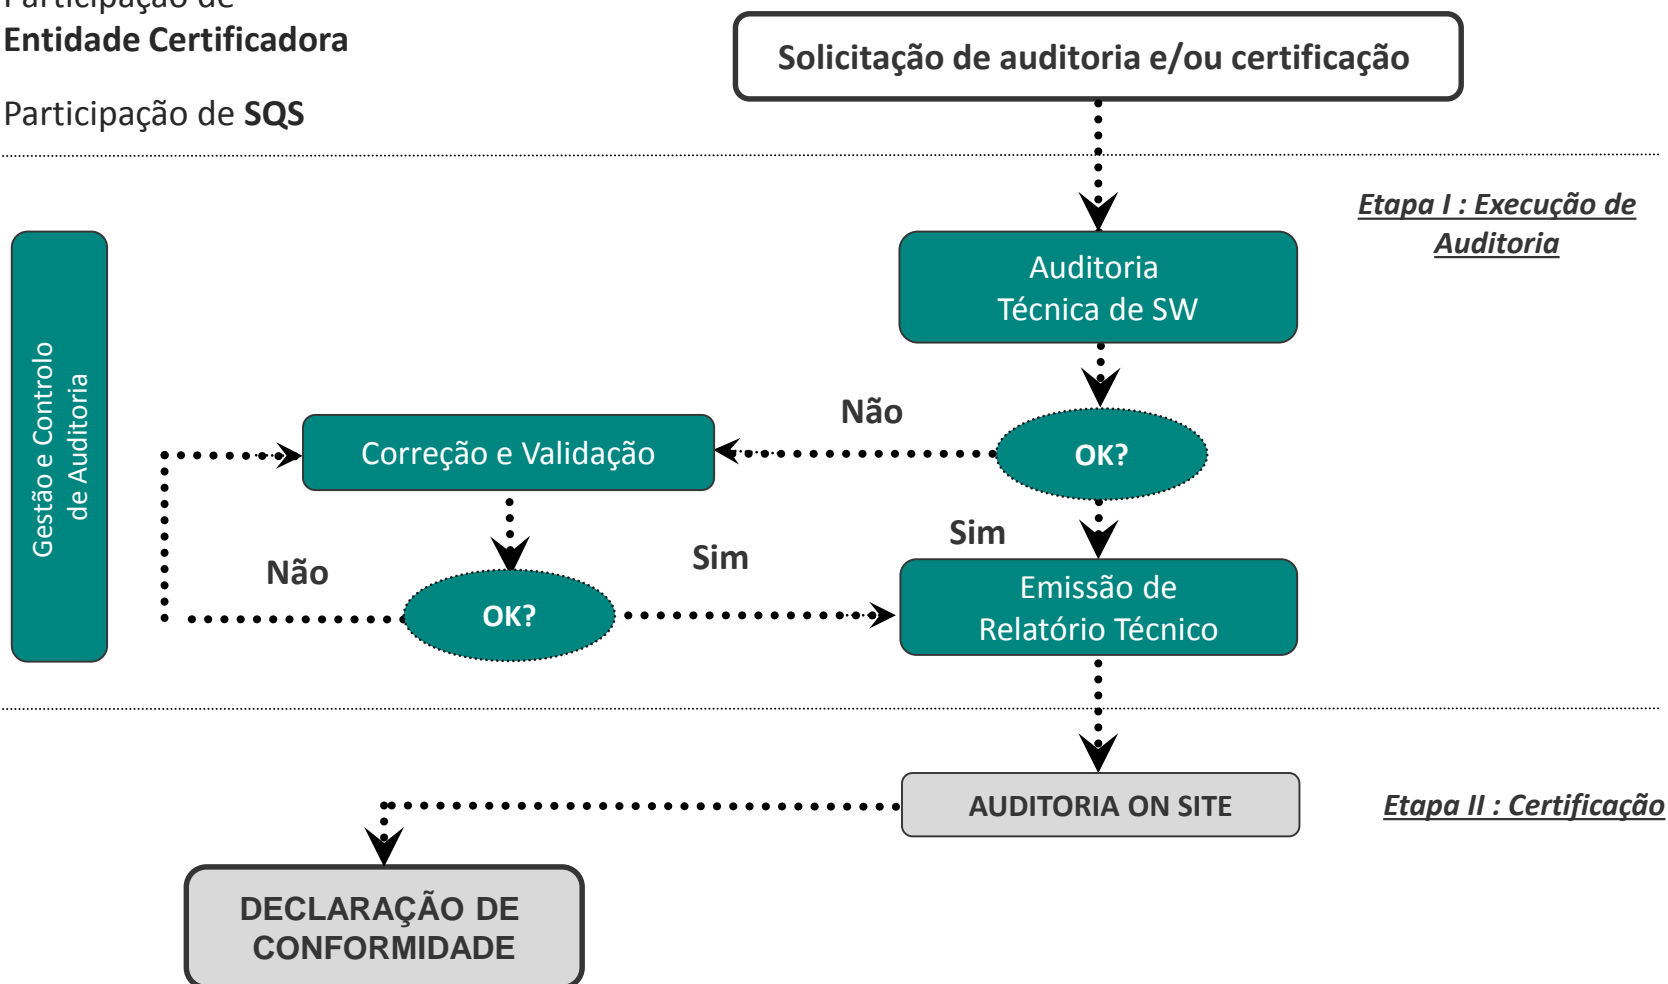 Participação de
Entidade Certificadora
Participação de SQS
Solicitação de auditoria e/ou certificação
Etapa I : Execução de
Auditoria
Auditoria
Técnica de SW
Gestão e Controlo
de Auditoria
Não
Correção e Validação
OK?
Sim
Não
Sim
OK?
Emissão de
Relatório Técnico
AUDITORIA ON SITE
Etapa II : Certificação
DECLARAÇÃO DE
CONFORMIDADE